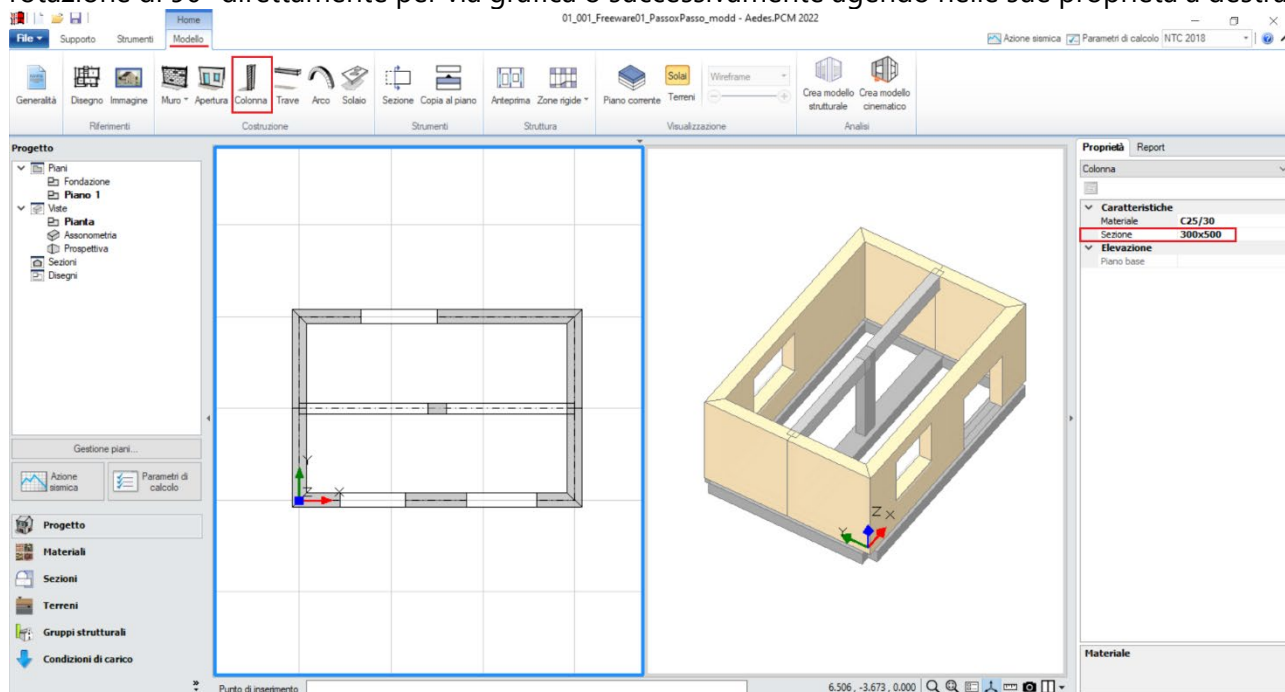 rotazione di 90° direttamente per via grafica o successivamente agendo nelle sue proprietà a destra
Home
01_001_Freeware01_PassoxPasso_modd - Aedes.PCM 2022
File
Supporto
Strumenti
Modello
Azione sismica
Parametri di calcolo
NTC 2018
Generalità
Disegno
Immagine
Muro
Apertura
Colonna
Trave
Arco
Solaio
Sezione
Copia al piano
Anteprima
Zone rigide
Piano corrente
Solai
Terreni
Wireframe
Crea modello strutturale
Crea modello cinematico
Riferimenti
Costruzione
Strumenti
Struttura
Visualizzazione
Analisi
Progetto
Piani
Fondazione
Piano 1
Viste
Pianta
Assonometria
Prospettiva
Sezioni
Disegni
Gestione piani...
Azione sismica
Parametri di calcolo
Progetto
Materiali
Sezioni
Terreni
Gruppi strutturali
Condizioni di carico
Y
Z
X
Z
X
Y
Proprietà
Report
Colonna
Caratteristiche
Materiale C25/30
Sezione 300x500
Elevazione
Piano base
Materiale
Punto di inserimento
6.506 , -3.673 , 0.000